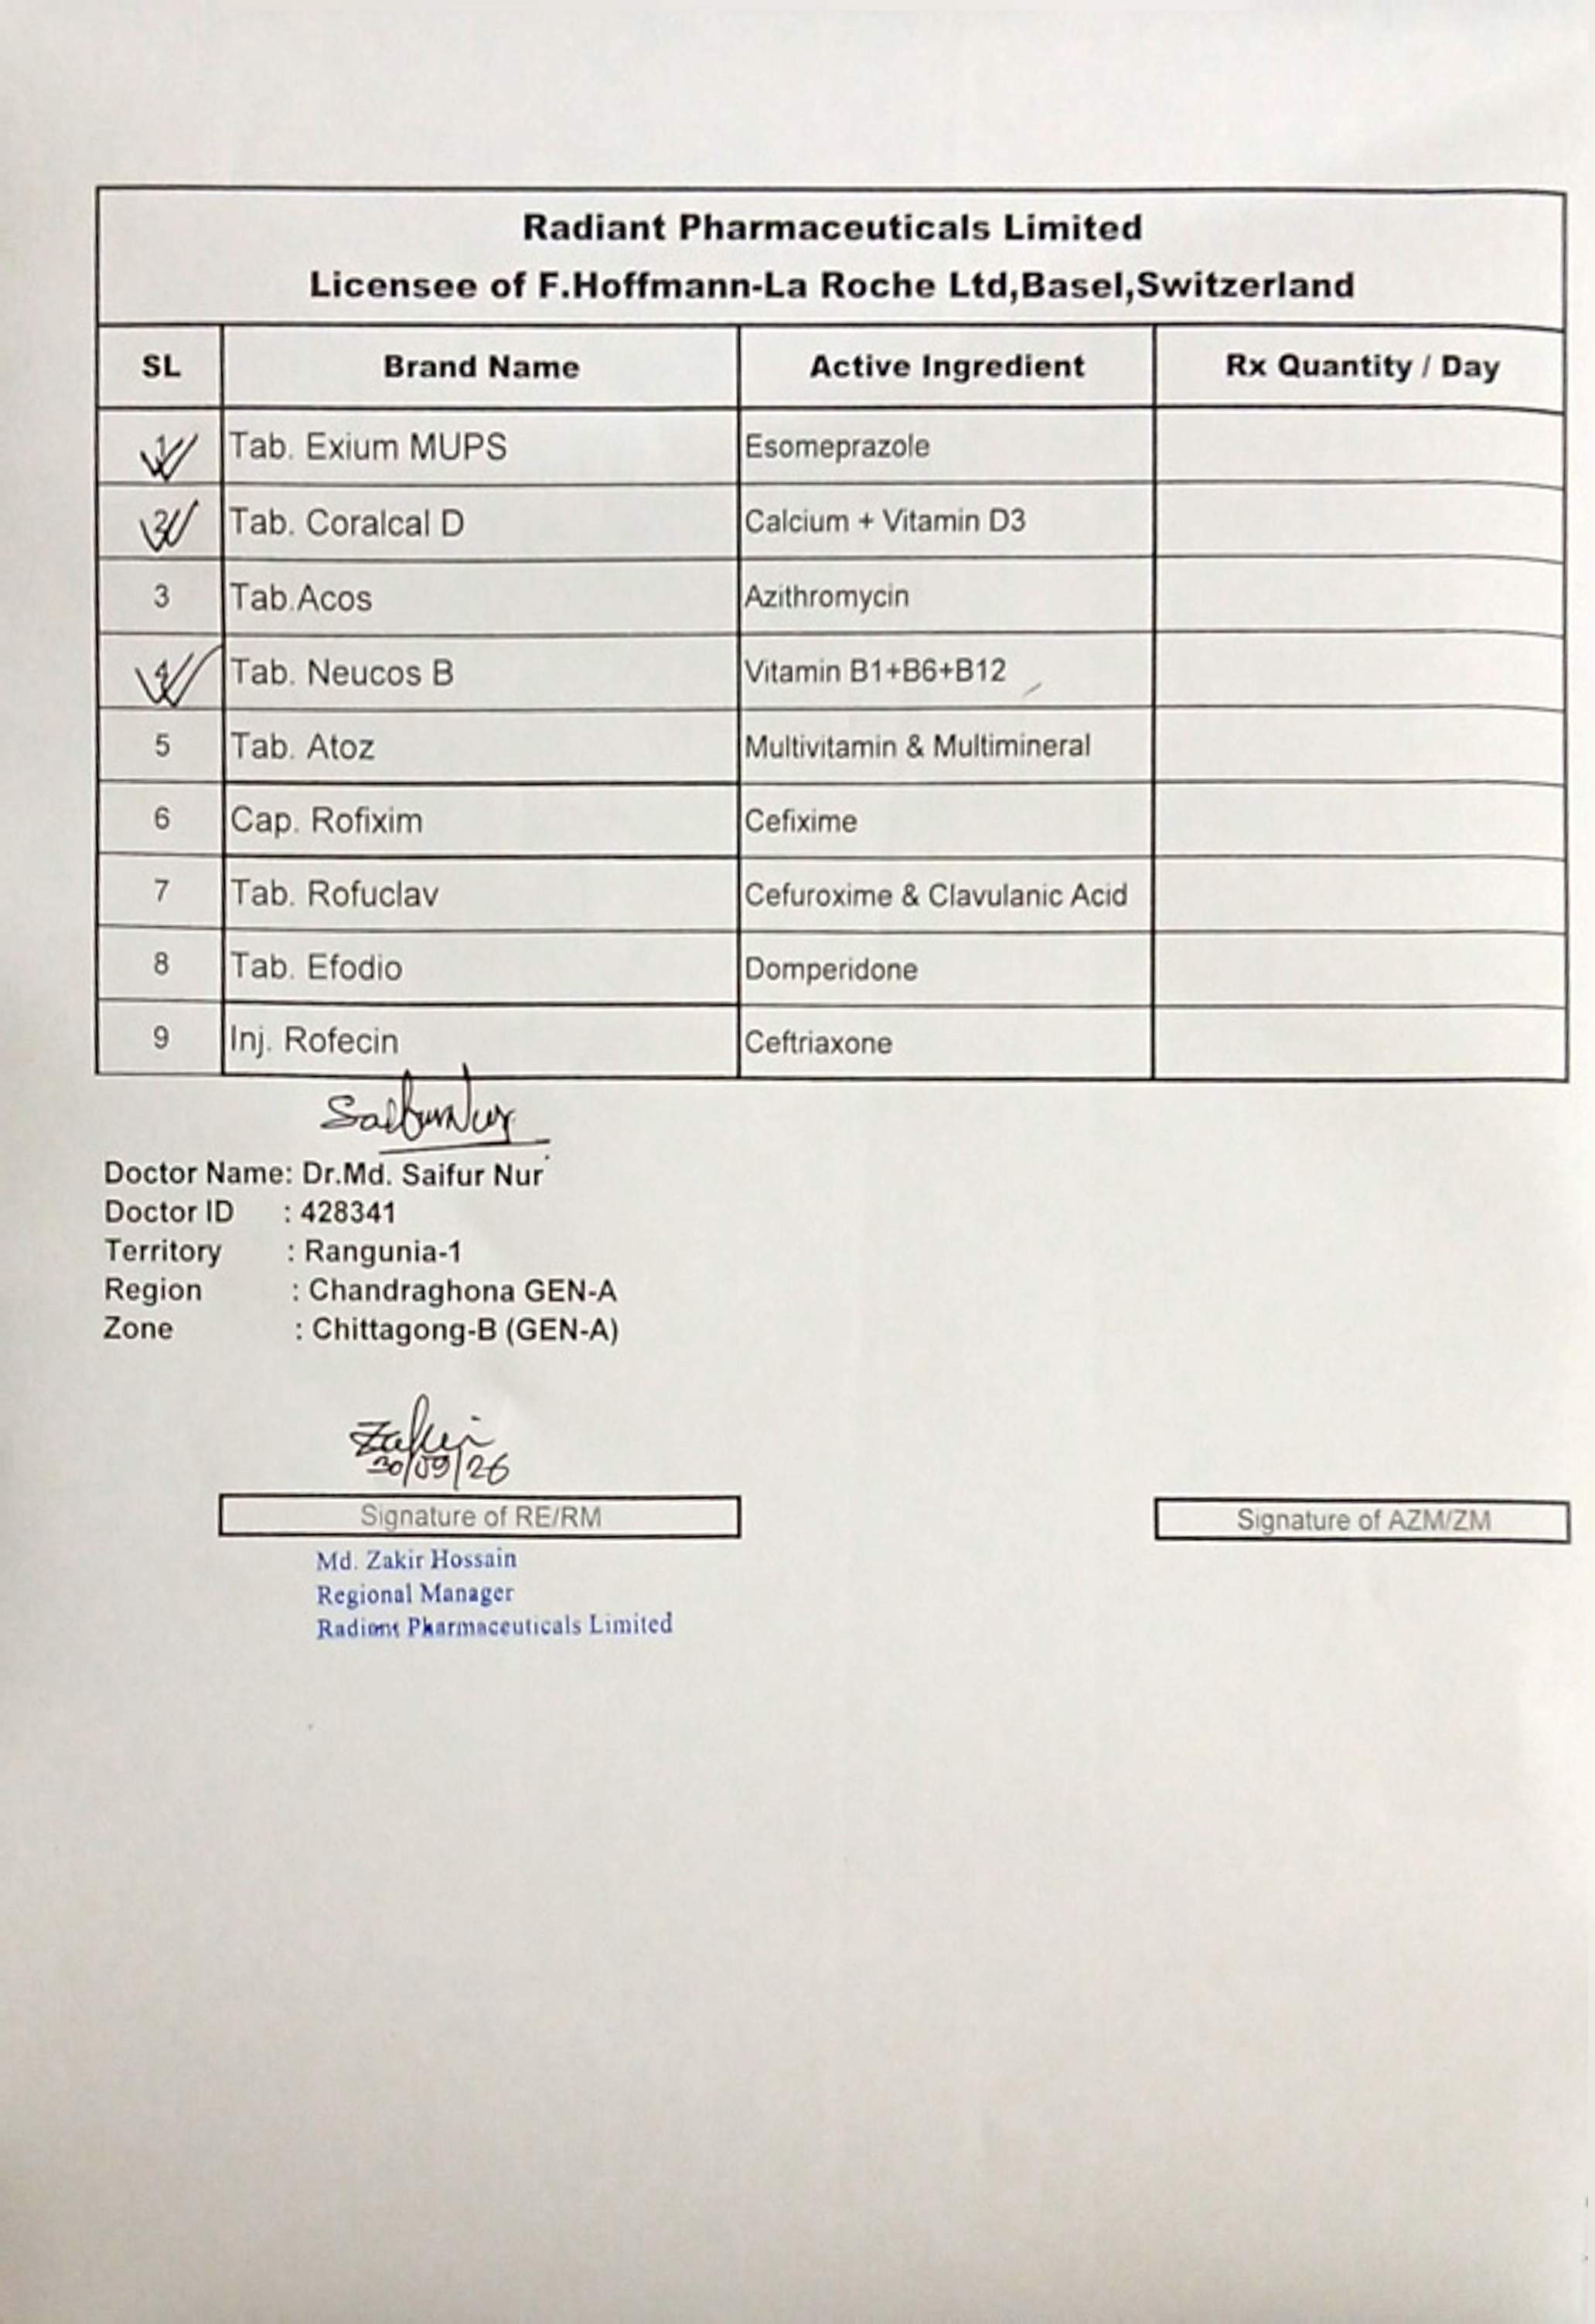 Radiant Pharmaceuticals Limited
Licensee of F.Hoffmann-La Roche Ltd,Basel,Switzerland
SL Brand Name Active Ingredient Rx Quantity / Day
1 Tab. Exium MUPS Esomeprazole
2 Tab. Coralcal D Calcium + Vitamin D3
3 Tab.Acos Azithromycin
4 Tab. Neucos B Vitamin B1+B6+B12
5 Tab. Atoz Multivitamin & Multimineral
6 Cap. Rofixim Cefixime
7 Tab. Rofuclav Cefuroxime & Clavulanic Acid
8 Tab. Efodio Domperidone
9 Inj. Rofecin Ceftriaxone
Saifur Nur
Doctor Name: Dr.Md. Saifur Nur
Doctor ID : 428341
Territory : Rangunia-1
Region : Chandraghona GEN-A
Zone : Chittagong-B (GEN-A)
Zakir
30/09/26
Signature of RE/RM Signature of AZM/ZM
Md. Zakir Hossain
Regional Manager
Radiant Pharmaceuticals Limited